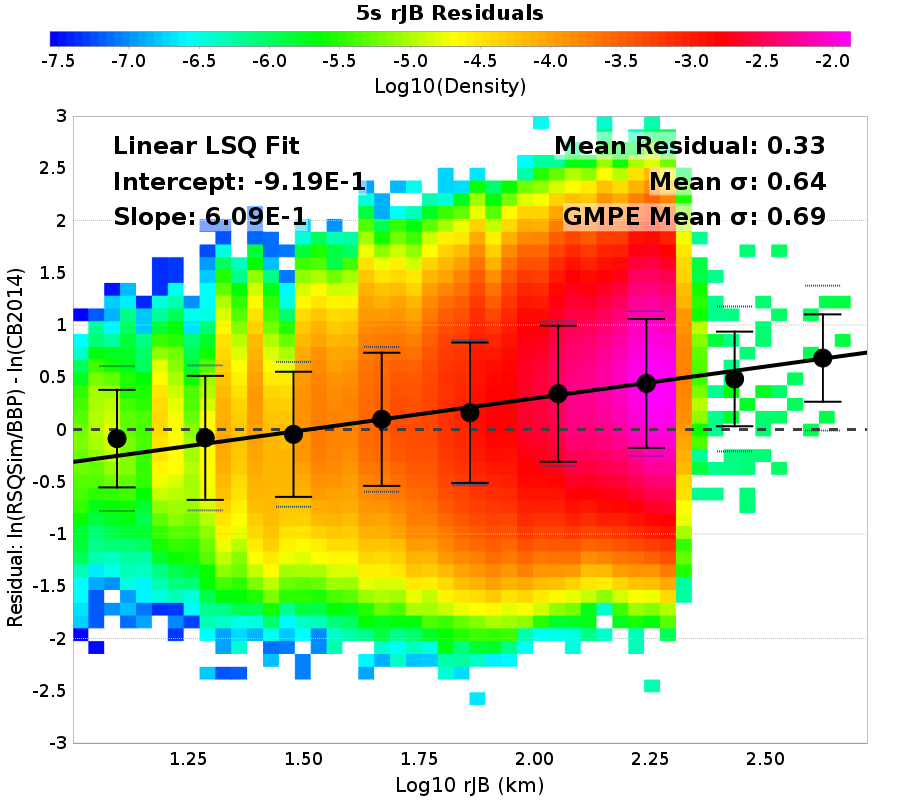 5s rJB Residuals
-7.5 -7.0 -6.5 -6.0 -5.5 -5.0 -4.5 -4.0 -3.5 -3.0 -2.5 -2.0
Log10(Density)
Linear LSQ Fit
Intercept: -9.19E-1
Slope: 6.09E-1
Mean Residual: 0.33
Mean σ: 0.64
GMPE Mean σ: 0.69
3
2.5
2
1.5
1
0.5
0
-0.5
-1
-1.5
-2
-2.5
-3
Residual: ln(RSQSim/BBP) - ln(CB2014)
1.25 1.50 1.75 2.00 2.25 2.50
Log10 rJB (km)